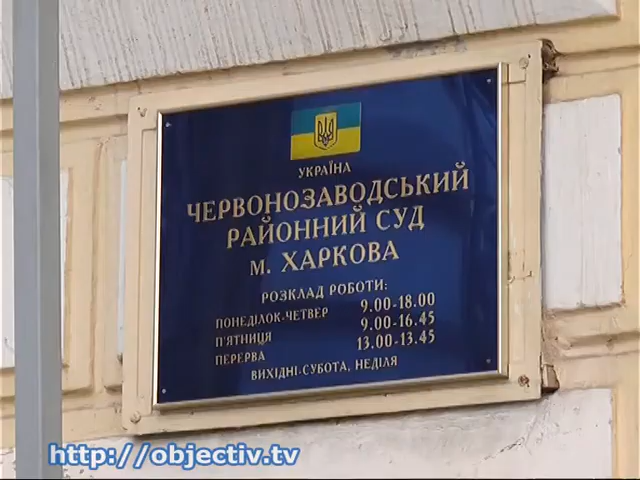 УКРАЇНА
ЧЕРВОНОЗАВОДСЬКИЙ
РАЙОННИЙ СУД
М. ХАРКОВА
РОЗКЛАД РОБОТИ:
ПОНЕДІЛОК-ЧЕТВЕР 9.00-18.00
П'ЯТНИЦЯ 9.00-16.45
ПЕРЕРВА 13.00-13.45
ВИХІДНІ-СУБОТА, НЕДІЛЯ
http://objectiv.tv